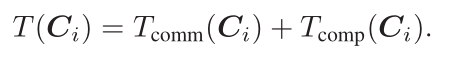 T(C_i) = T_comm(C_i) + T_comp(C_i).